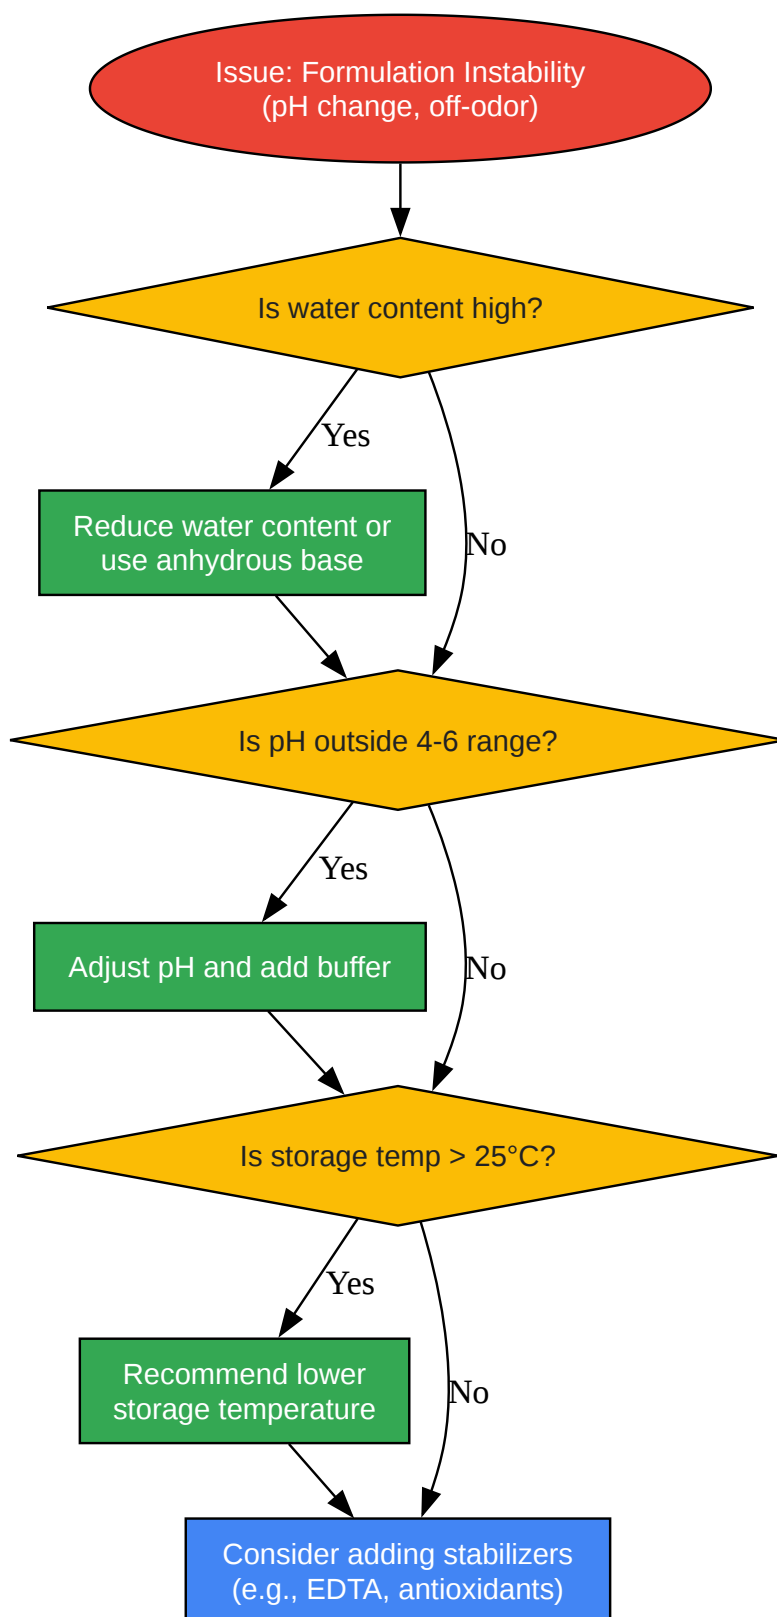 Issue: Formulation Instability
(pH change, off-odor)
Is water content high?
Yes
Reduce water content or
use anhydrous base
No
Is pH outside 4-6 range?
Yes
Adjust pH and add buffer
No
Is storage temp > 25°C?
Yes
Recommend lower
storage temperature
No
Consider adding stabilizers
(e.g., EDTA, antioxidants)